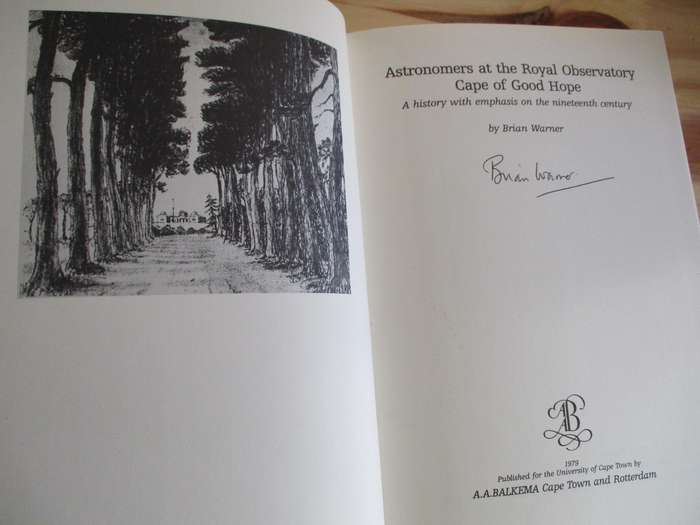 Astronomers at the Royal Observatory
Cape of Good Hope
A history with emphasis on the nineteenth century
by Brian Warner
Brian Warner
AAB
1979
Published for the University of Cape Town by
A.A.BALKEMA Cape Town and Rotterdam